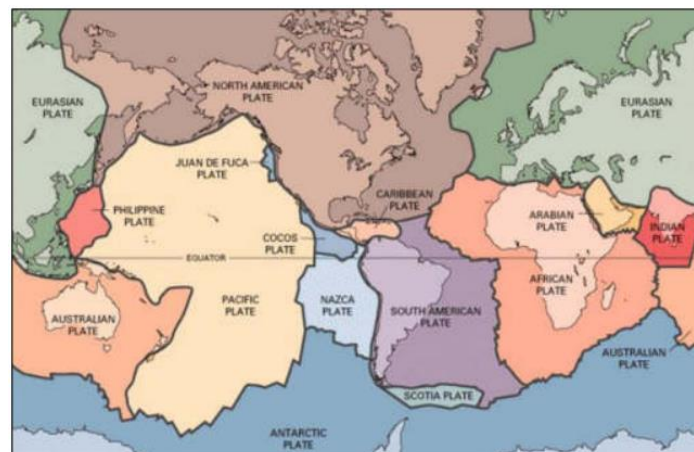 NORTH AMERICAN
PLATE
EURASIAN
PLATE
EURASIAN
PLATE
JUAN DE FUCA
PLATE
CARIBBEAN
PLATE
PHILIPPINE
PLATE
ARABIAN
PLATE
INDIAN
PLATE
COCOS
PLATE
EQUATOR
AFRICAN
PLATE
AUSTRALIAN
PLATE
PACIFIC
PLATE
NAZCA
PLATE
SOUTH AMERICAN
PLATE
AUSTRALIAN
PLATE
SCOTIA PLATE
ANTARCTIC
PLATE